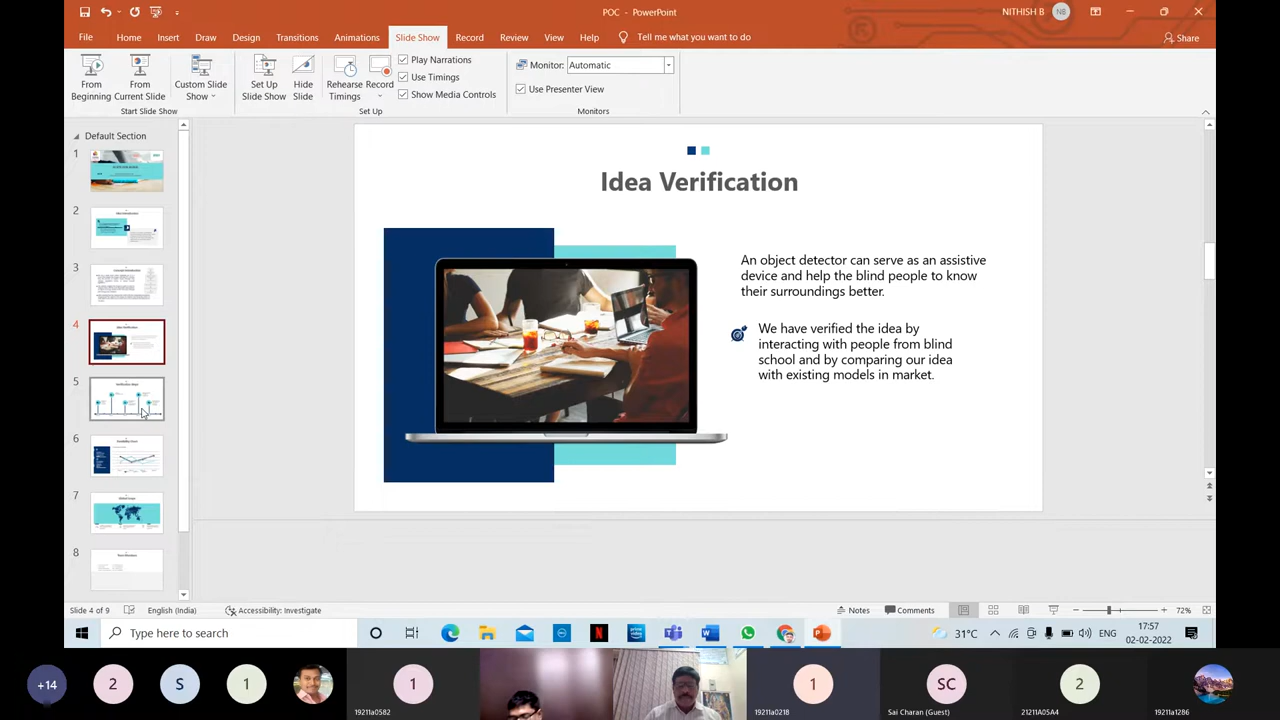 POC - PowerPoint
NITHISH B
NB
File
Home
Insert
Draw
Design
Transitions
Animations
Slide Show
Record
Review
View
Help
Tell me what you want to do
Share
From Beginning
From Current Slide
Custom Slide Show
Start Slide Show
Set Up Slide Show
Hide Slide
Rehearse Timings
Record
Play Narrations
Use Timings
Show Media Controls
Set Up
Monitor:
Automatic
Use Presenter View
Monitors
Default Section
1
2
3
4
5
6
7
8
Idea Verification
An object detector can serve as an assistive
device and help the blind people to know
their surroundings better.
We have verified the idea by
interacting with people from blind
school and by comparing our idea
with existing models in market.
Slide 4 of 9
English (India)
Accessibility: Investigate
Notes
Comments
72%
Type here to search
31°C
ENG
17:57
02-02-2022
+14
2
S
1
1
19211a0582
1
19211a0218
SC
Sai Charan (Guest)
2
21211A05A4
19211a1286